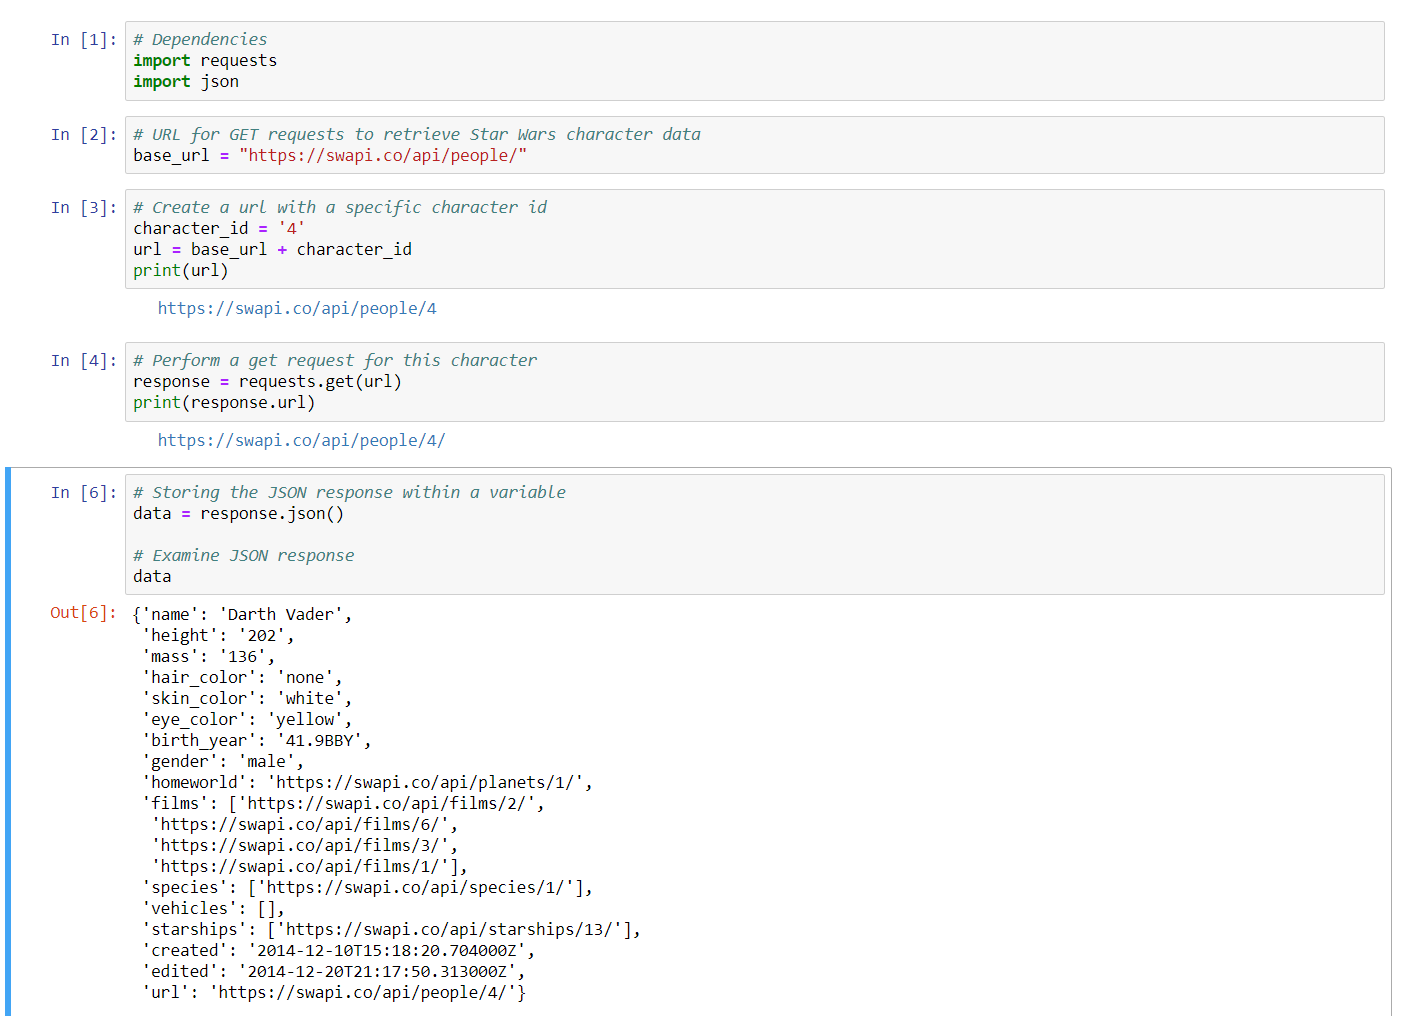 In [1]: # Dependencies
import requests
import json
In [2]: # URL for GET requests to retrieve Star Wars character data
base_url = "https://swapi.co/api/people/"
In [3]: # Create a url with a specific character id
character_id = '4'
url = base_url + character_id
print(url)
https://swapi.co/api/people/4
In [4]: # Perform a get request for this character
response = requests.get(url)
print(response.url)
https://swapi.co/api/people/4/
In [6]: # Storing the JSON response within a variable
data = response.json()
# Examine JSON response
data
Out[6]: {'name': 'Darth Vader',
'height': '202',
'mass': '136',
'hair_color': 'none',
'skin_color': 'white',
'eye_color': 'yellow',
'birth_year': '41.9BBY',
'gender': 'male',
'homeworld': 'https://swapi.co/api/planets/1/',
'films': ['https://swapi.co/api/films/2/',
'https://swapi.co/api/films/6/',
'https://swapi.co/api/films/3/',
'https://swapi.co/api/films/1/'],
'species': ['https://swapi.co/api/species/1/'],
'vehicles': [],
'starships': ['https://swapi.co/api/starships/13/'],
'created': '2014-12-10T15:18:20.704000Z',
'edited': '2014-12-20T21:17:50.313000Z',
'url': 'https://swapi.co/api/people/4/'}